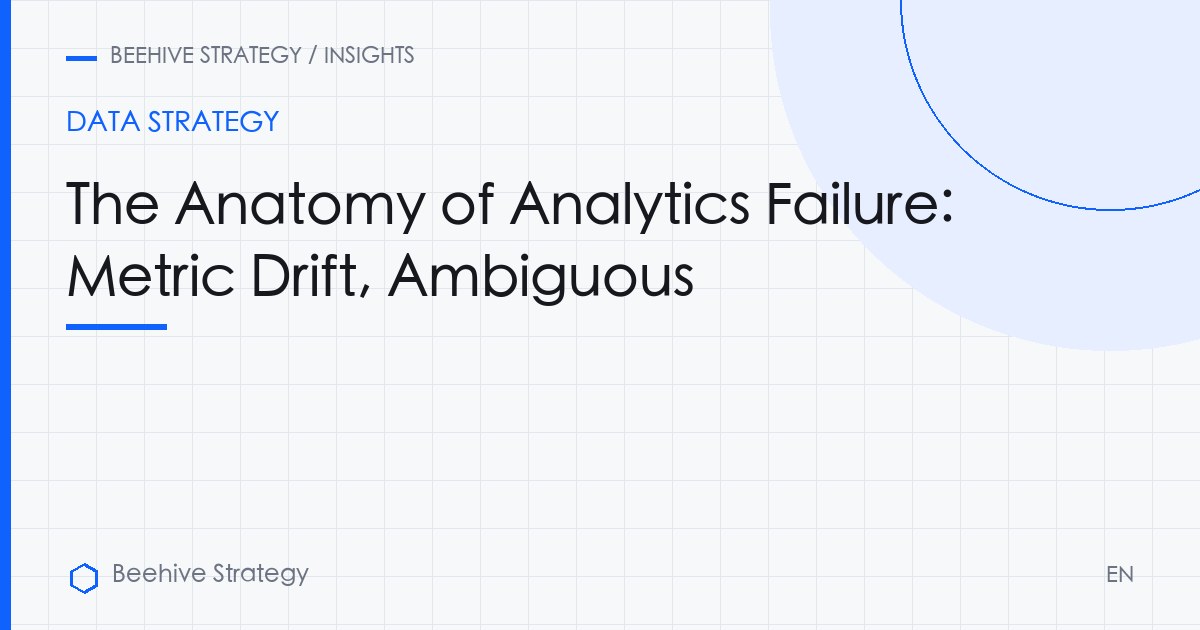 BEEHIVE STRATEGY / INSIGHTS
DATA STRATEGY
The Anatomy of Analytics Failure:
Metric Drift, Ambiguous
Beehive Strategy
EN